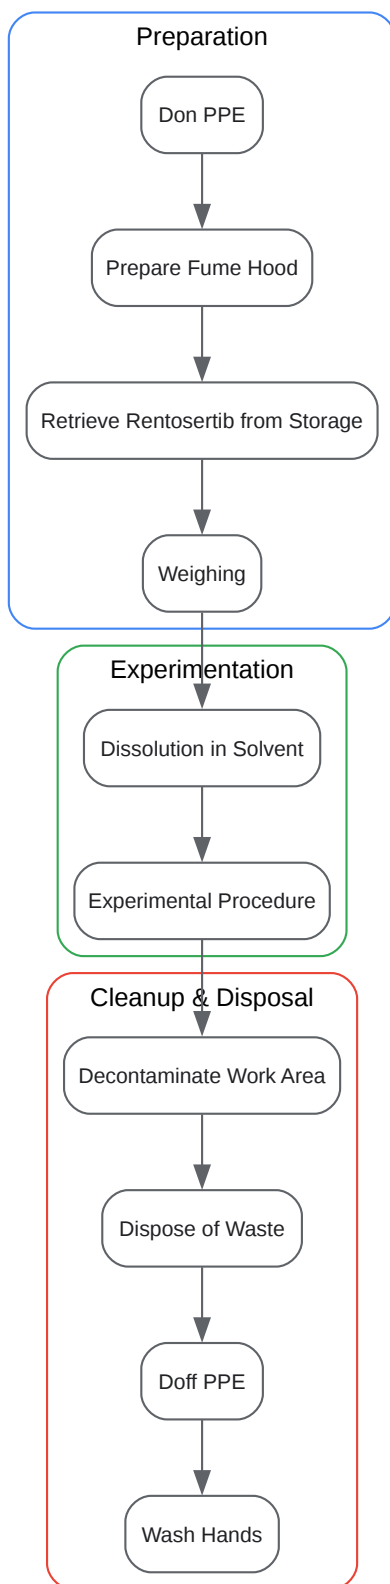 Preparation
Don PPE
Prepare Fume Hood
Retrieve Rentosertib from Storage
Weighing
Experimentation
Dissolution in Solvent
Experimental Procedure
Cleanup & Disposal
Decontaminate Work Area
Dispose of Waste
Doff PPE
Wash Hands